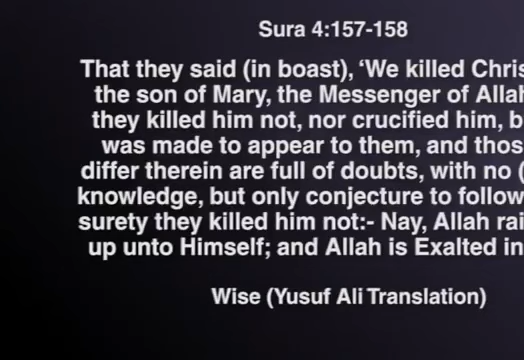 Sura 4:157-158
That they said (in boast), ‘We killed Chris
the son of Mary, the Messenger of Allah
they killed him not, nor crucified him, b
was made to appear to them, and thos
differ therein are full of doubts, with no (
knowledge, but only conjecture to follow
surety they killed him not:- Nay, Allah rai
up unto Himself; and Allah is Exalted in
Wise (Yusuf Ali Translation)